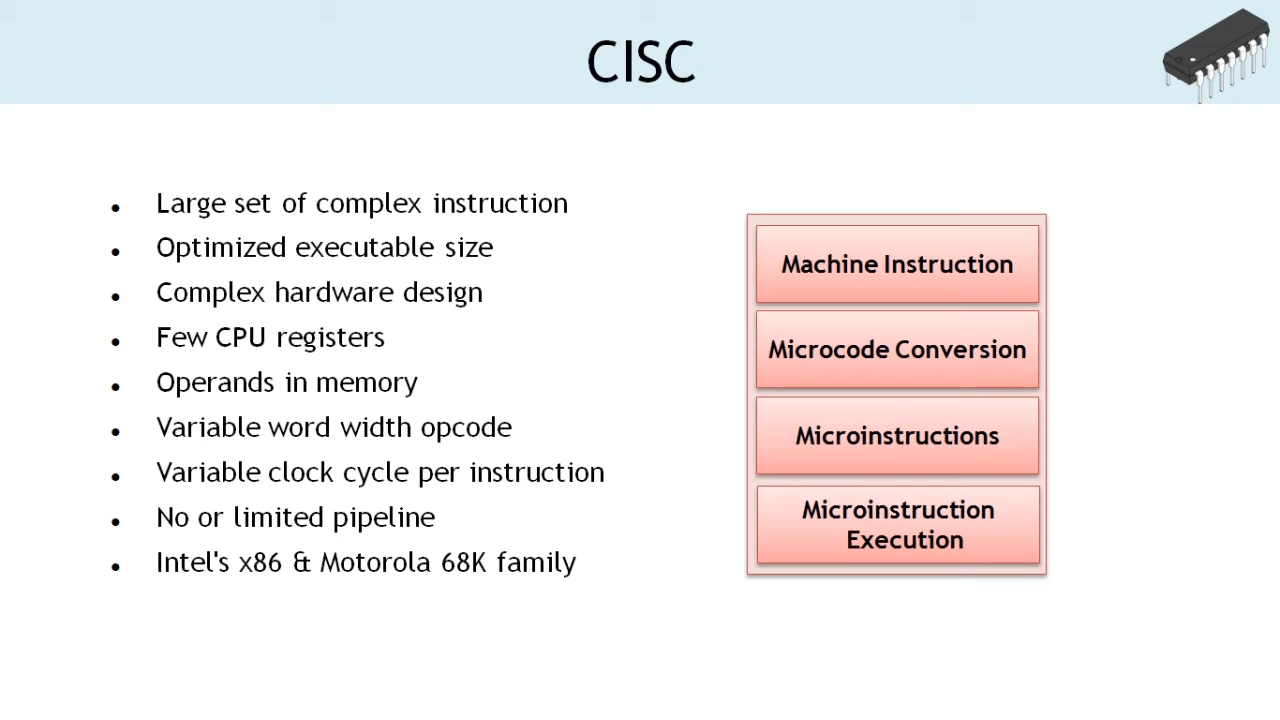 CISC
• Large set of complex instruction
• Optimized executable size
• Complex hardware design
• Few CPU registers
• Operands in memory
• Variable word width opcode
• Variable clock cycle per instruction
• No or limited pipeline
• Intel's x86 & Motorola 68K family
Machine Instruction
Microcode Conversion
Microinstructions
Microinstruction
Execution